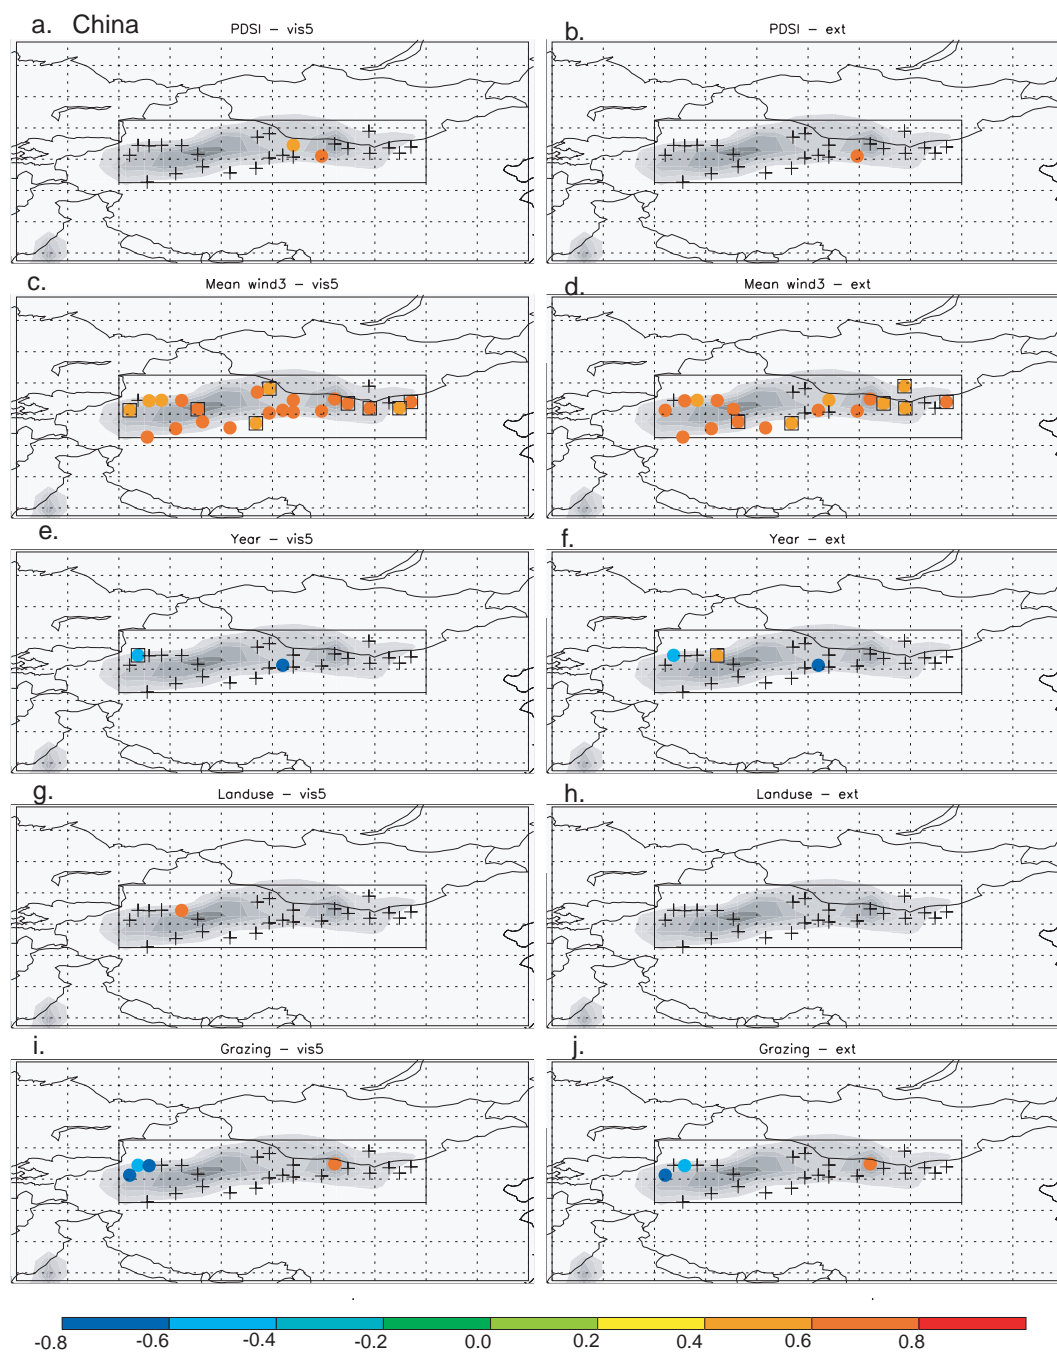 a. China
PDSI – vis5
b.
PDSI – ext
c.
Mean wind3 – vis5
d.
Mean wind3 – ext
e.
Year – vis5
f.
Year – ext
g.
Landuse – vis5
h.
Landuse – ext
i.
Grazing – vis5
j.
Grazing – ext
-0.8 -0.6 -0.4 -0.2 0.0 0.2 0.4 0.6 0.8